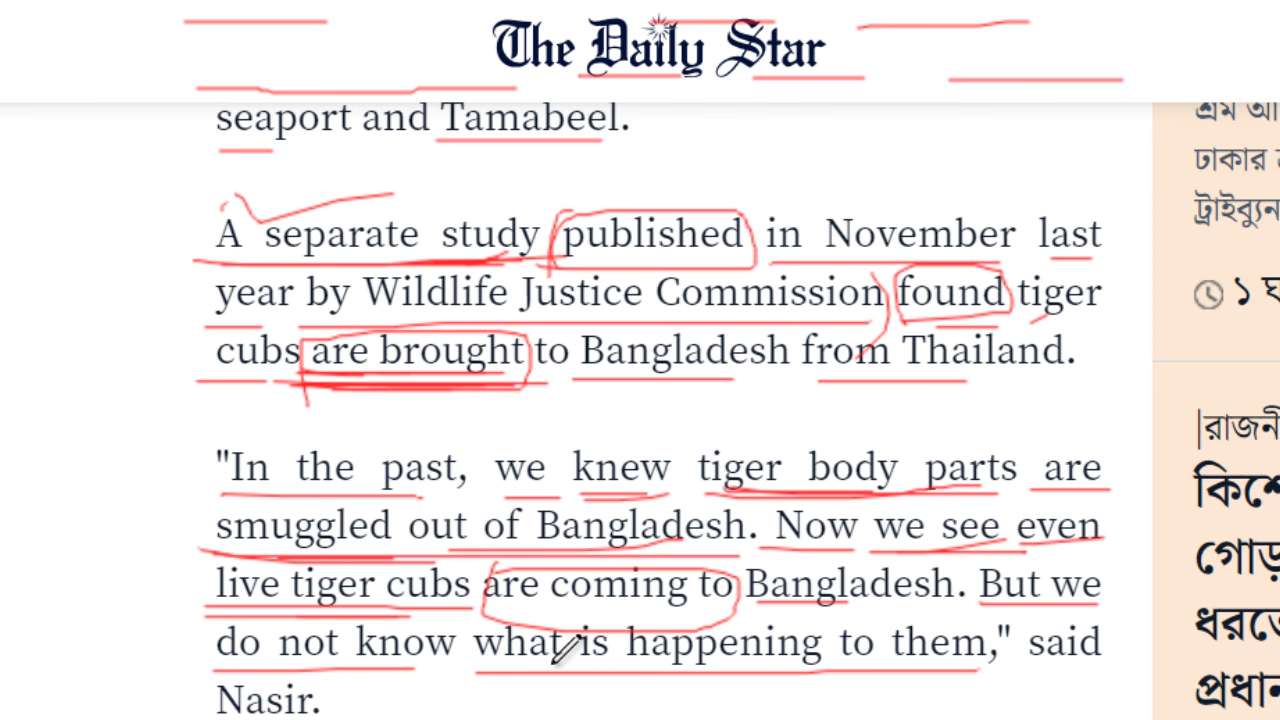 The Daily Star
seaport and Tamabeel.
A separate study published in November last
year by Wildlife Justice Commission found tiger
cubs are brought to Bangladesh from Thailand.
"In the past, we knew tiger body parts are
smuggled out of Bangladesh. Now we see even
live tiger cubs are coming to Bangladesh. But we
do not know what is happening to them," said
Nasir.
শ্রম
ঢাকার
১